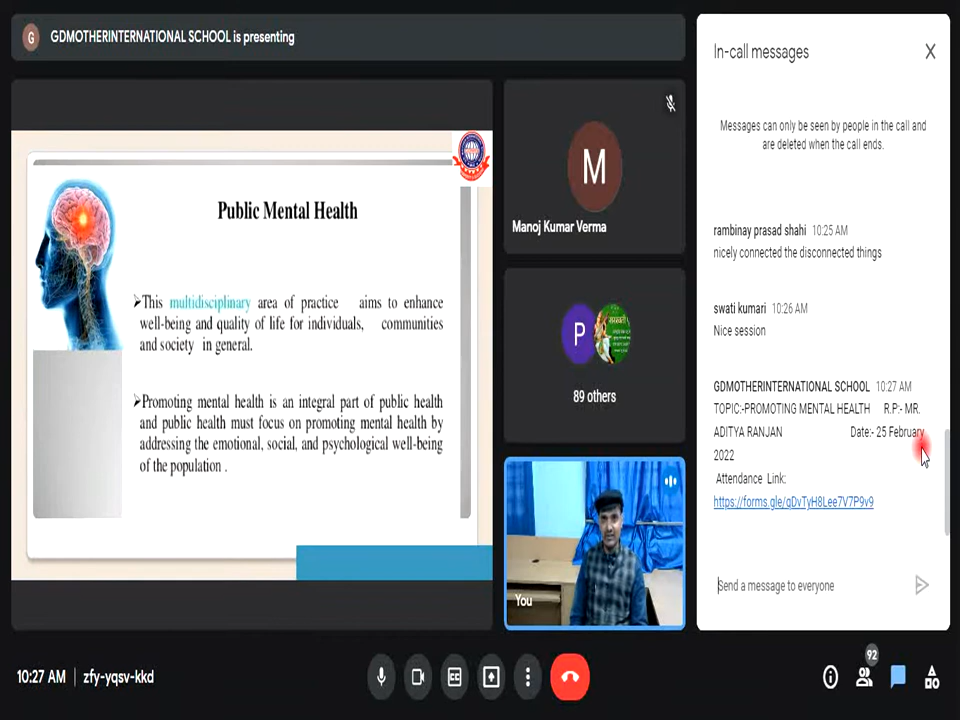 G GDMOTHERINTERNATIONAL SCHOOL is presenting
Public Mental Health
➢This multidisciplinary area of practice aims to enhance
well-being and quality of life for individuals, communities
and society in general.
➢Promoting mental health is an integral part of public health
and public health must focus on promoting mental health by
addressing the emotional, social, and psychological well-being
of the population .
M
Manoj Kumar Verma
P
89 others
You
In-call messages
Messages can only be seen by people in the call and
are deleted when the call ends.
rambinay prasad shahi 10:25 AM
nicely connected the disconnected things
swati kumari 10:26 AM
Nice session
GDMOTHERINTERNATIONAL SCHOOL 10:27 AM
TOPIC:-PROMOTING MENTAL HEALTH R.P:- MR.
ADITYA RANJAN Date:- 25 February
2022
Attendance Link:
https://forms.gle/qDvTyH8Lee7V7P9v9
Send a message to everyone
10:27 AM | zfy-yqsv-kkd
92